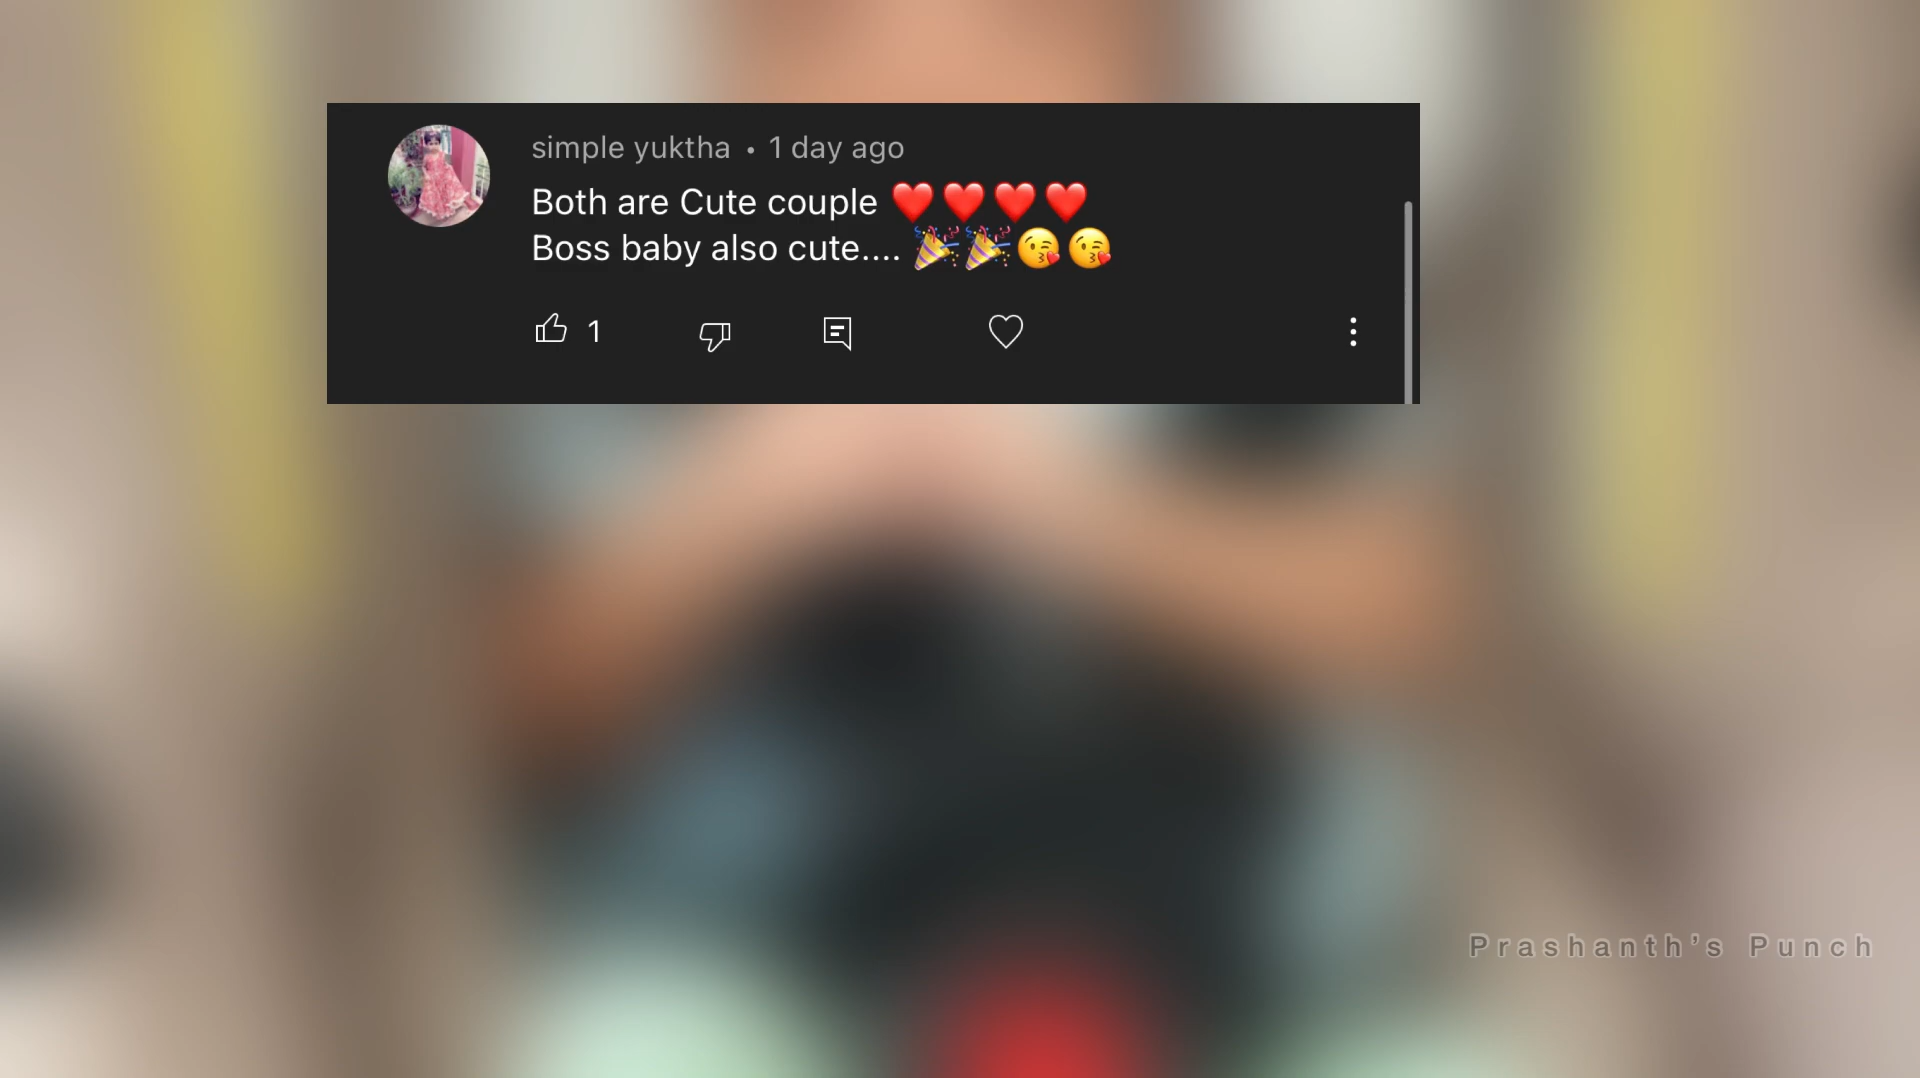 simple yuktha • 1 day ago
Both are Cute couple ❤️❤️❤️❤️
Boss baby also cute.... 🎉🎉😘😘
1
Prashanth's Punch